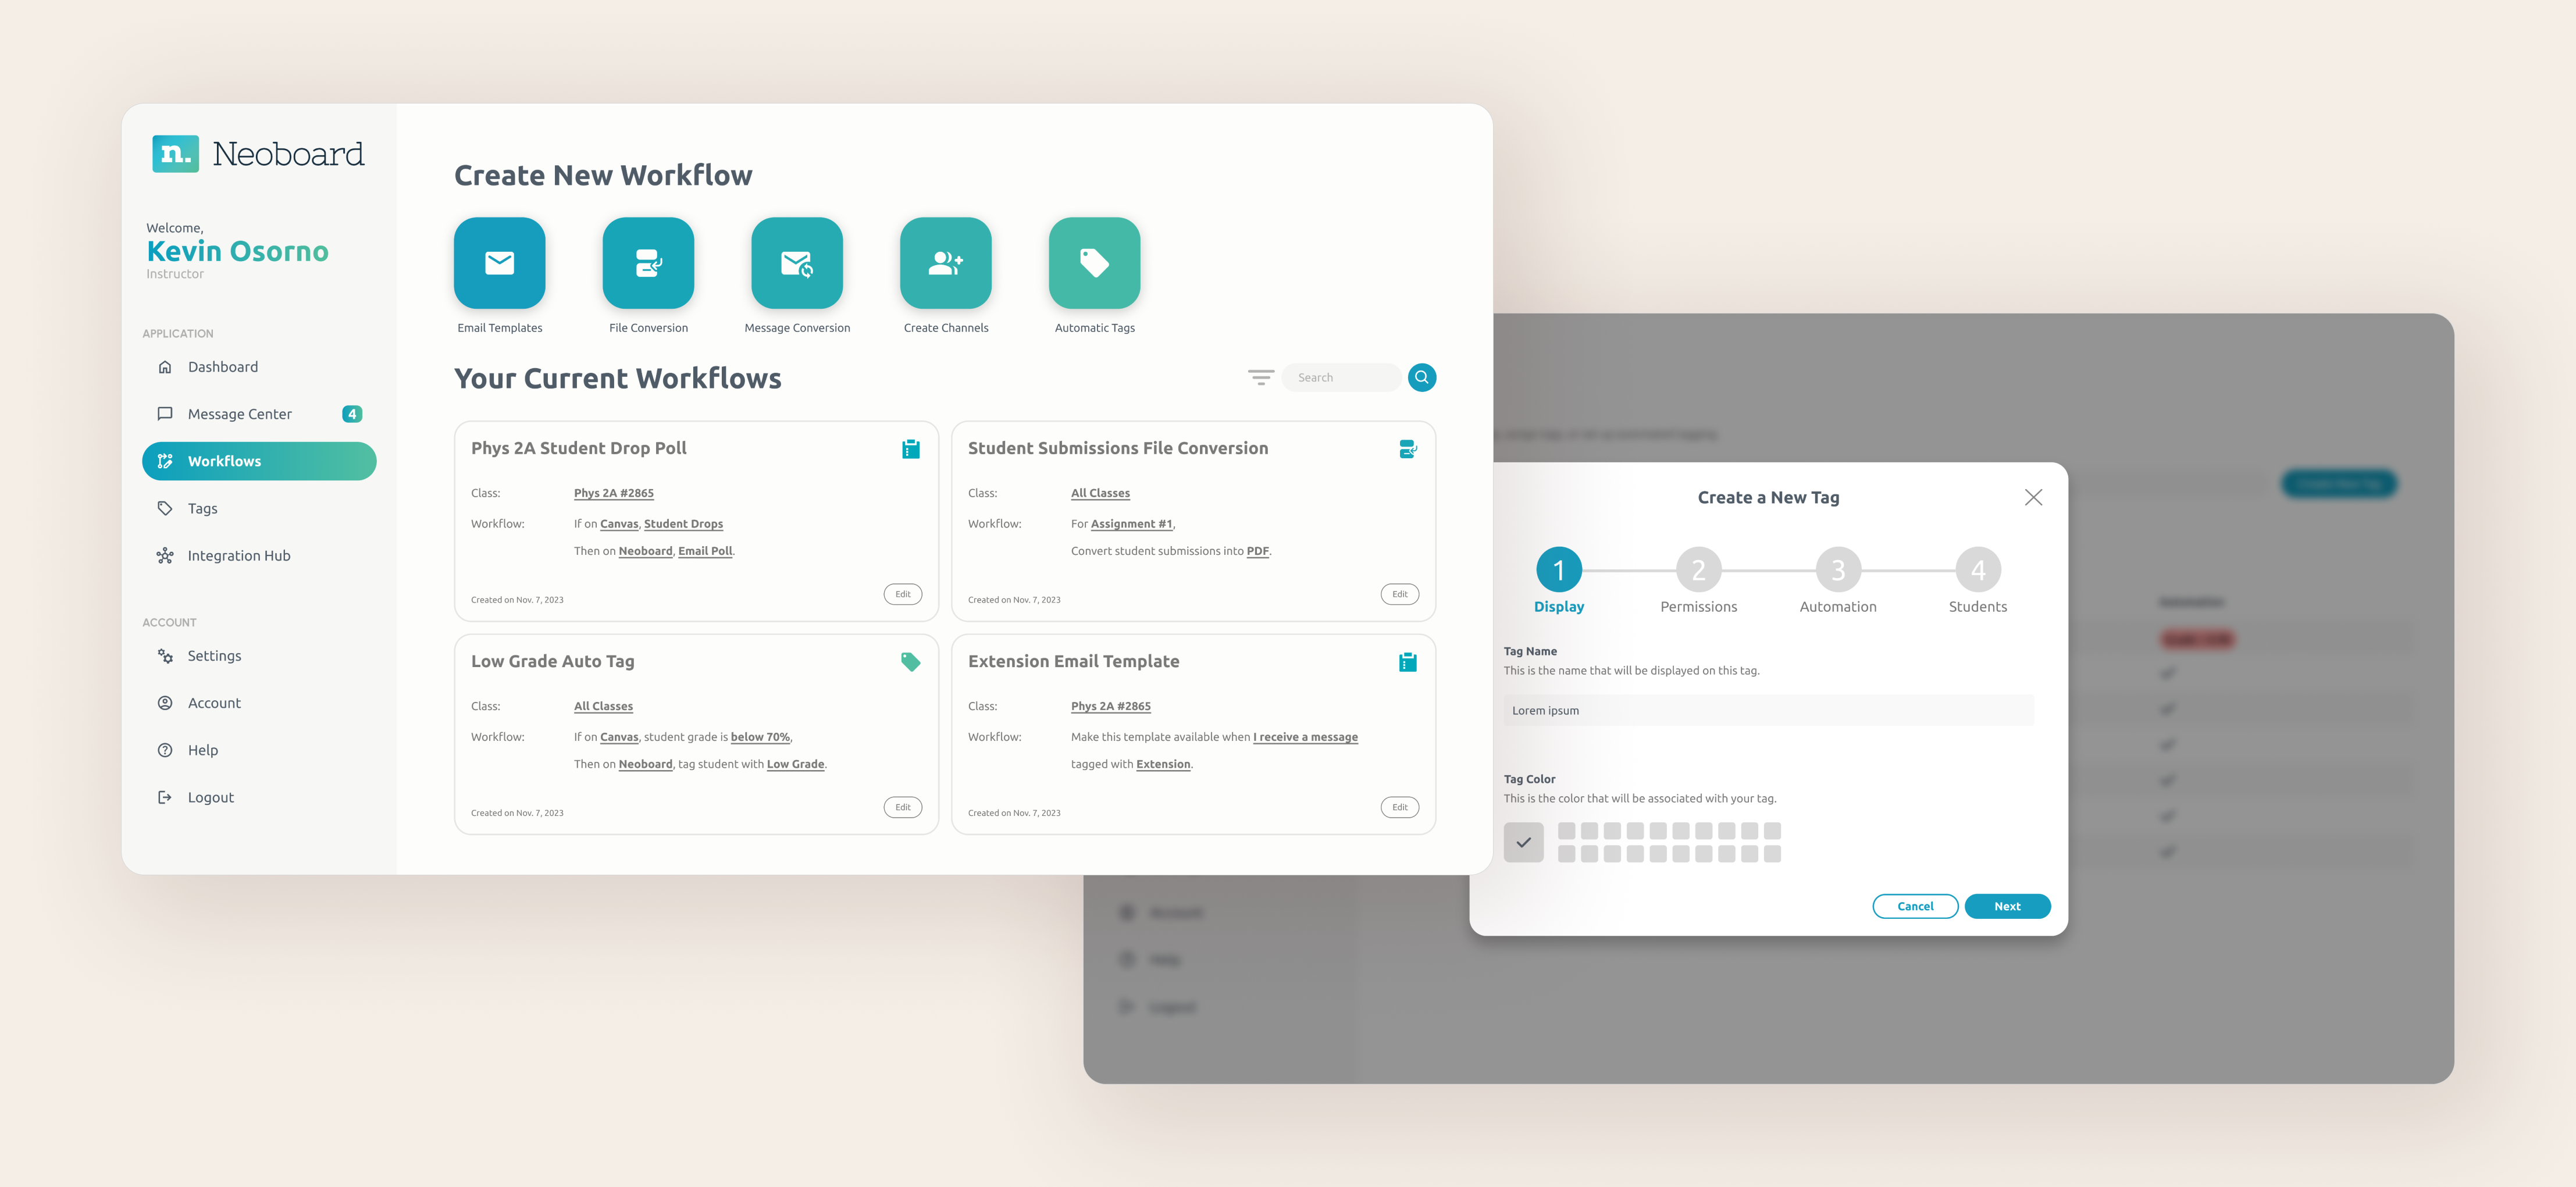 n. Neoboard
Welcome,
Kevin Osorno
Instructor
APPLICATION
Dashboard
Message Center 4
Workflows
Tags
Integration Hub
ACCOUNT
Settings
Account
Help
Logout
Create New Workflow
Email Templates
File Conversion
Message Conversion
Create Channels
Automatic Tags
Your Current Workflows
Search
Phys 2A Student Drop Poll
Class: Phys 2A #2865
Workflow: If on Canvas, Student Drops
Then on Neoboard, Email Poll.
Created on Nov. 7, 2023
Edit
Student Submissions File Conversion
Class: All Classes
Workflow: For Assignment #1,
Convert student submissions into PDF.
Created on Nov. 7, 2023
Edit
Low Grade Auto Tag
Class: All Classes
Workflow: If on Canvas, student grade is below 70%,
Then on Neoboard, tag student with Low Grade.
Created on Nov. 7, 2023
Edit
Extension Email Template
Class: Phys 2A #2865
Workflow: Make this template available when I receive a message
tagged with Extension.
Created on Nov. 7, 2023
Edit
Create a New Tag
1 2 3 4
Display Permissions Automation Students
Tag Name
This is the name that will be displayed on this tag.
Lorem ipsum
Tag Color
This is the color that will be associated with your tag.
Cancel Next
Account
Help
Logout